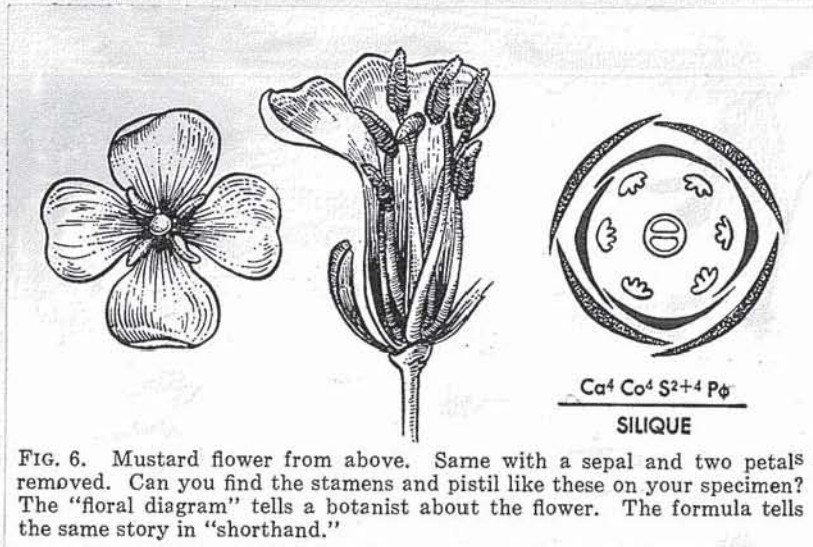 Ca⁴ Co⁴ S²⁺⁴ Pϕ
SILIQUE
FIG. 6. Mustard flower from above. Same with a sepal and two petals
removed. Can you find the stamens and pistil like these on your specimen?
The "floral diagram" tells a botanist about the flower. The formula tells
the same story in "shorthand."